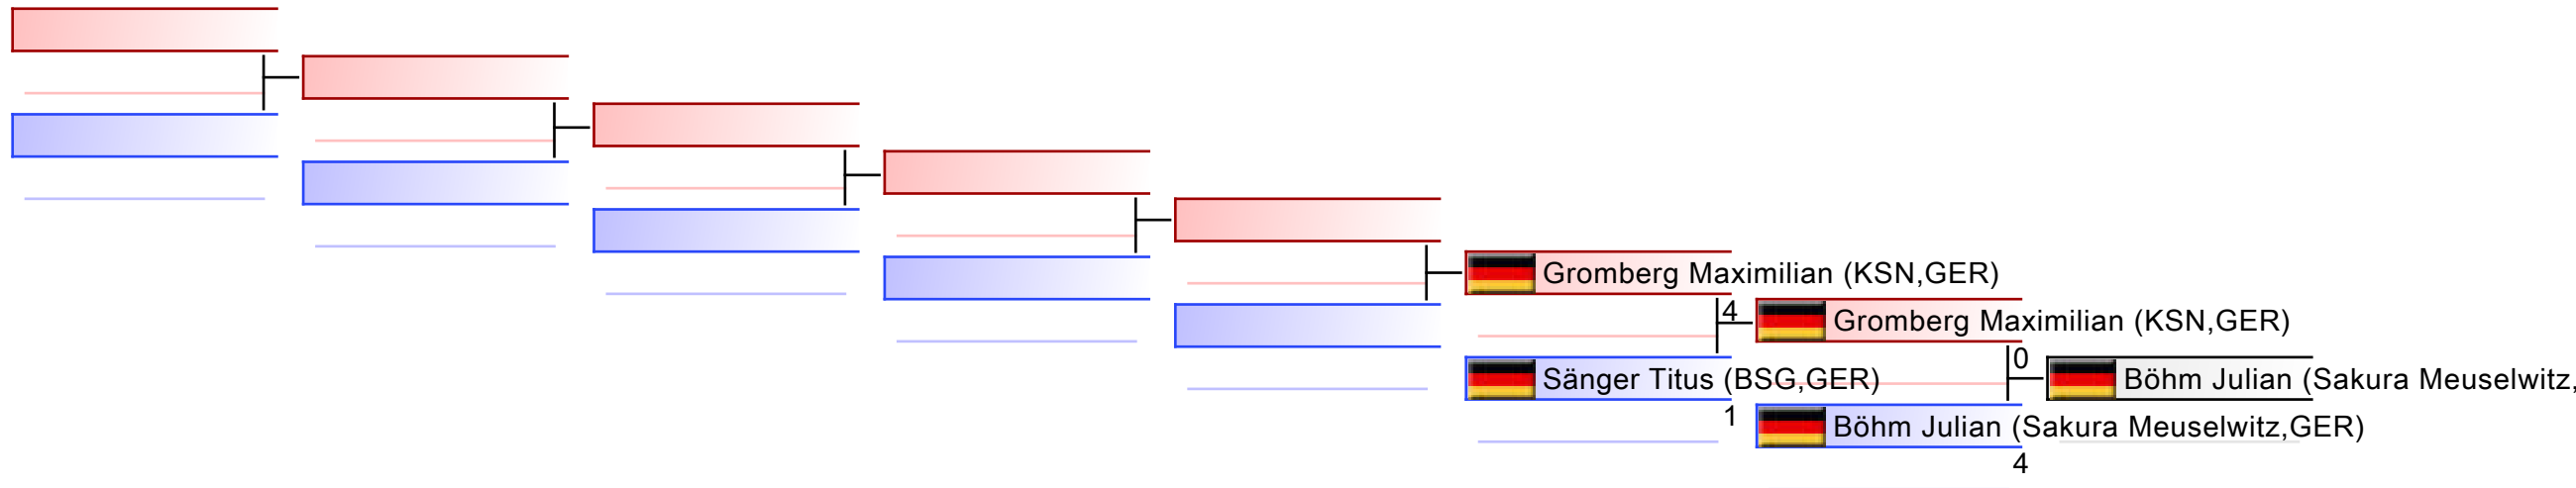 Gromberg Maximilian (KSN,GER)
4
Gromberg Maximilian (KSN,GER)
0
Sänger Titus (BSG,GER)
Böhm Julian (Sakura Meuselwitz,
1
Böhm Julian (Sakura Meuselwitz,GER)
4